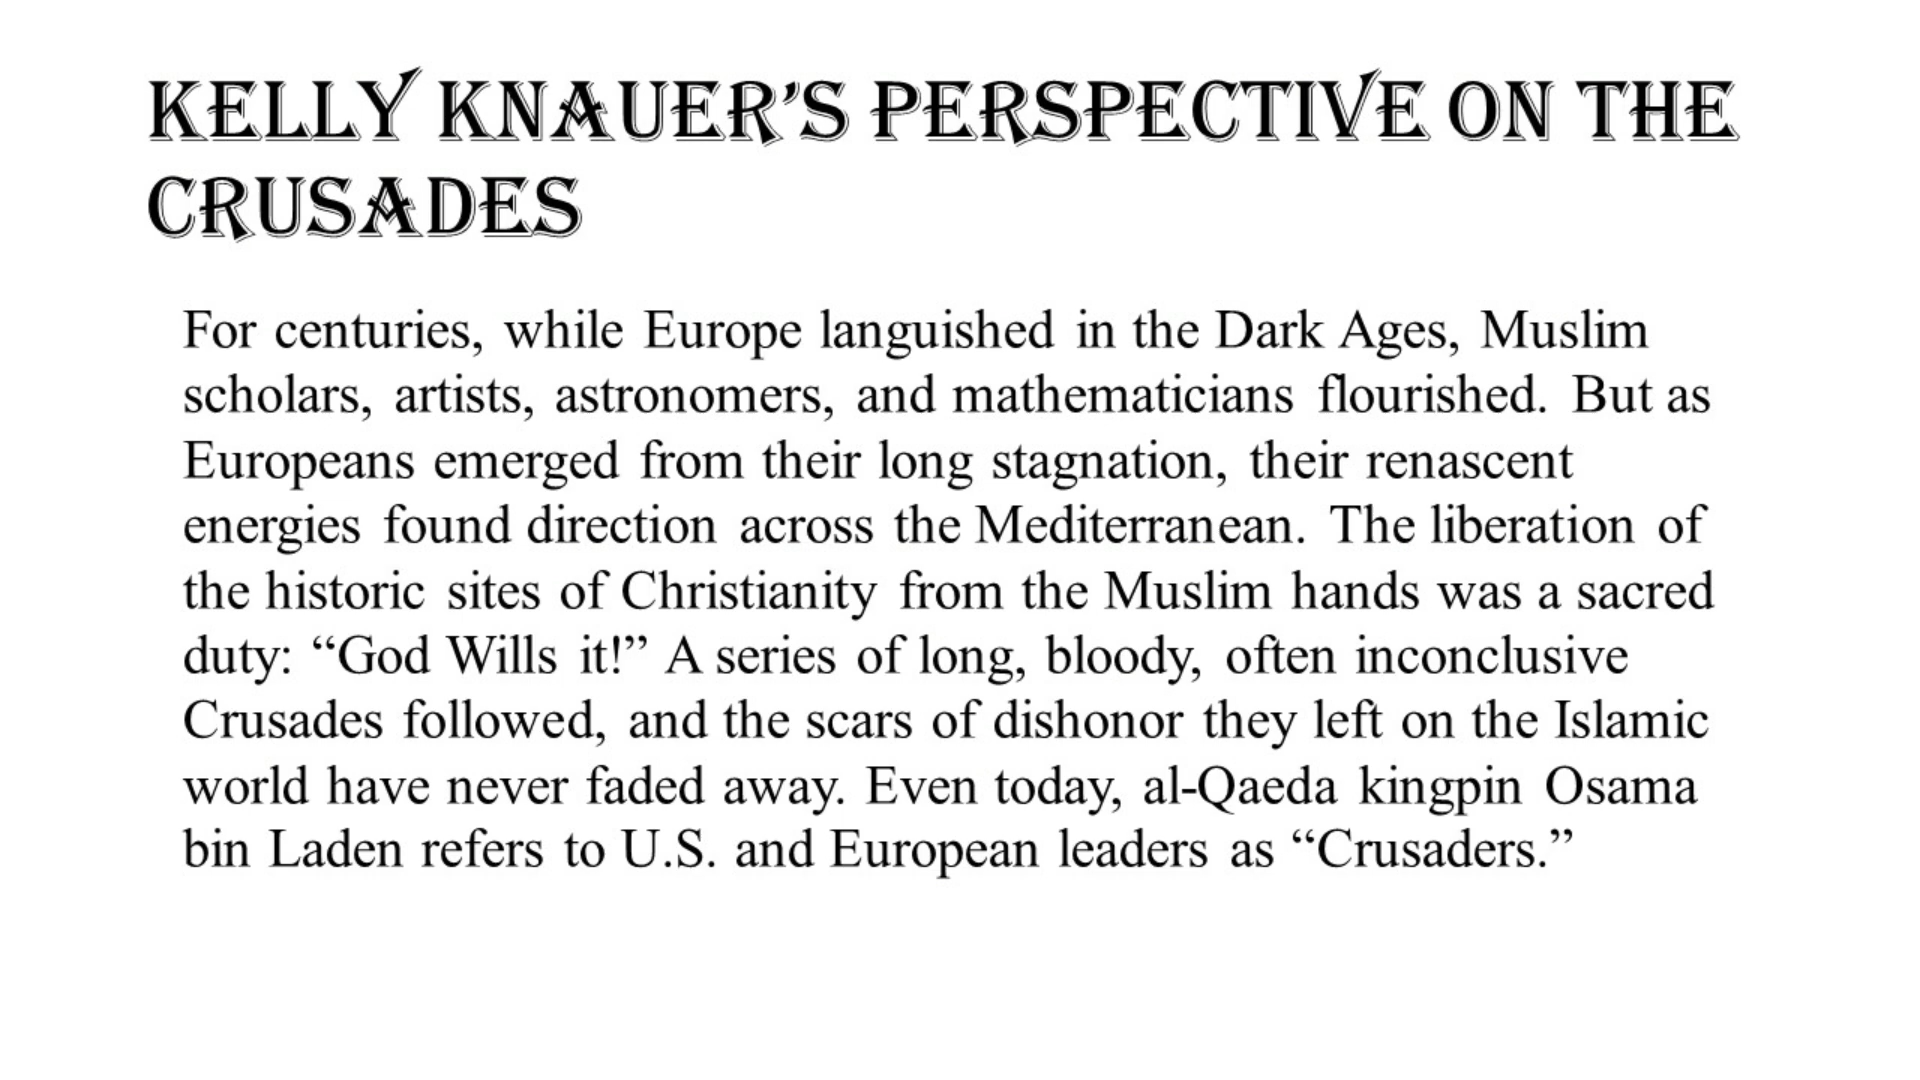 KELLY KNAUER’S PERSPECTIVE ON THE
CRUSADES
For centuries, while Europe languished in the Dark Ages, Muslim
scholars, artists, astronomers, and mathematicians flourished. But as
Europeans emerged from their long stagnation, their renascent
energies found direction across the Mediterranean. The liberation of
the historic sites of Christianity from the Muslim hands was a sacred
duty: “God Wills it!” A series of long, bloody, often inconclusive
Crusades followed, and the scars of dishonor they left on the Islamic
world have never faded away. Even today, al-Qaeda kingpin Osama
bin Laden refers to U.S. and European leaders as “Crusaders.”